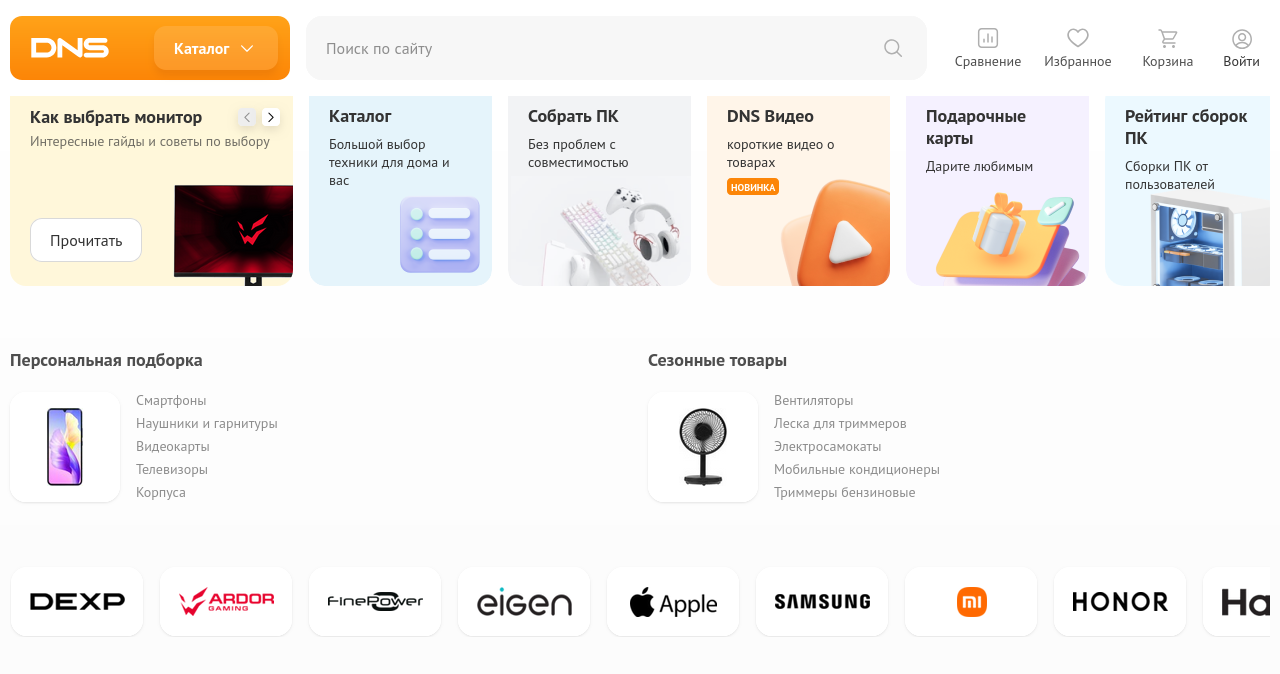 DNS
Каталог
Поиск по сайту
Сравнение
Избранное
Корзина
Войти
Как выбрать монитор
Интересные гайды и советы по выбору
Прочитать
Каталог
Большой выбор
техники для дома и
вас
Собрать ПК
Без проблем с
совместимостью
DNS Видео
короткие видео о
товарах
НОВИНКА
Подарочные
карты
Дарите любимым
Рейтинг сборок
ПК
Сборки ПК от
пользователей
Персональная подборка
Смартфоны
Наушники и гарнитуры
Видеокарты
Телевизоры
Корпуса
Сезонные товары
Вентиляторы
Леска для триммеров
Электросамокаты
Мобильные кондиционеры
Триммеры бензиновые
DEXP
ARDOR
GAMING
FinePower
eigen
Apple
SAMSUNG
mi
HONOR